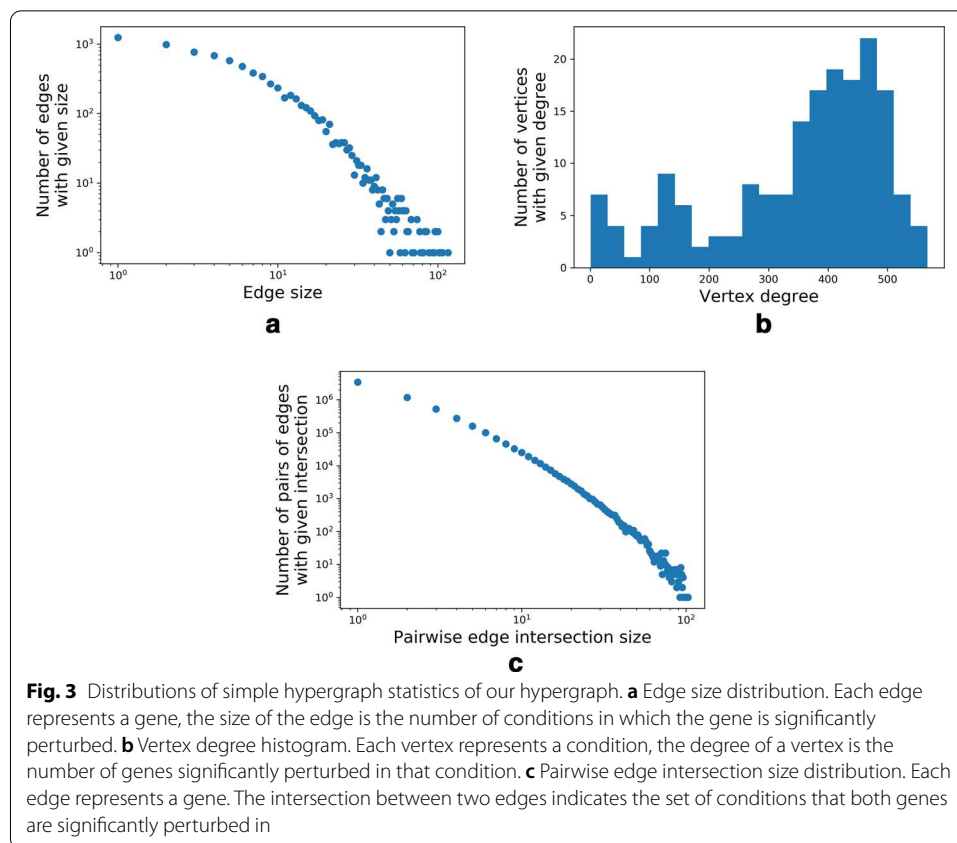 Number of edges
with given size
10³
10²
10¹
10⁰
10⁰
10¹
10²
Edge size
a
Number of vertices
with given degree
20
15
10
5
0
0
100
200
300
400
500
Vertex degree
b
Number of pairs of edges
with given intersection
10⁶
10⁵
10⁴
10³
10²
10¹
10⁰
10⁰
10¹
10²
Pairwise edge intersection size
c
Fig. 3 Distributions of simple hypergraph statistics of our hypergraph. a Edge size distribution. Each edge
represents a gene, the size of the edge is the number of conditions in which the gene is significantly
perturbed. b Vertex degree histogram. Each vertex represents a condition, the degree of a vertex is the
number of genes significantly perturbed in that condition. c Pairwise edge intersection size distribution. Each
edge represents a gene. The intersection between two edges indicates the set of conditions that both genes
are significantly perturbed in